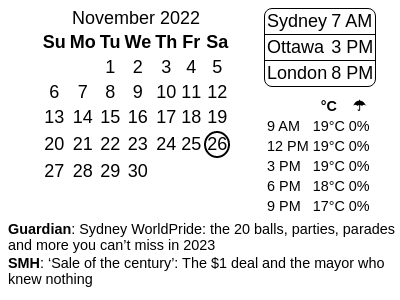 November 2022
Su Mo Tu We Th Fr Sa
1 2 3 4 5
6 7 8 9 10 11 12
13 14 15 16 17 18 19
20 21 22 23 24 25 26
27 28 29 30
Sydney 7 AM
Ottawa 3 PM
London 8 PM
°C ☂
9 AM 19°C 0%
12 PM 19°C 0%
3 PM 19°C 0%
6 PM 18°C 0%
9 PM 17°C 0%
Guardian: Sydney WorldPride: the 20 balls, parties, parades
and more you can’t miss in 2023
SMH: ‘Sale of the century’: The $1 deal and the mayor who
knew nothing